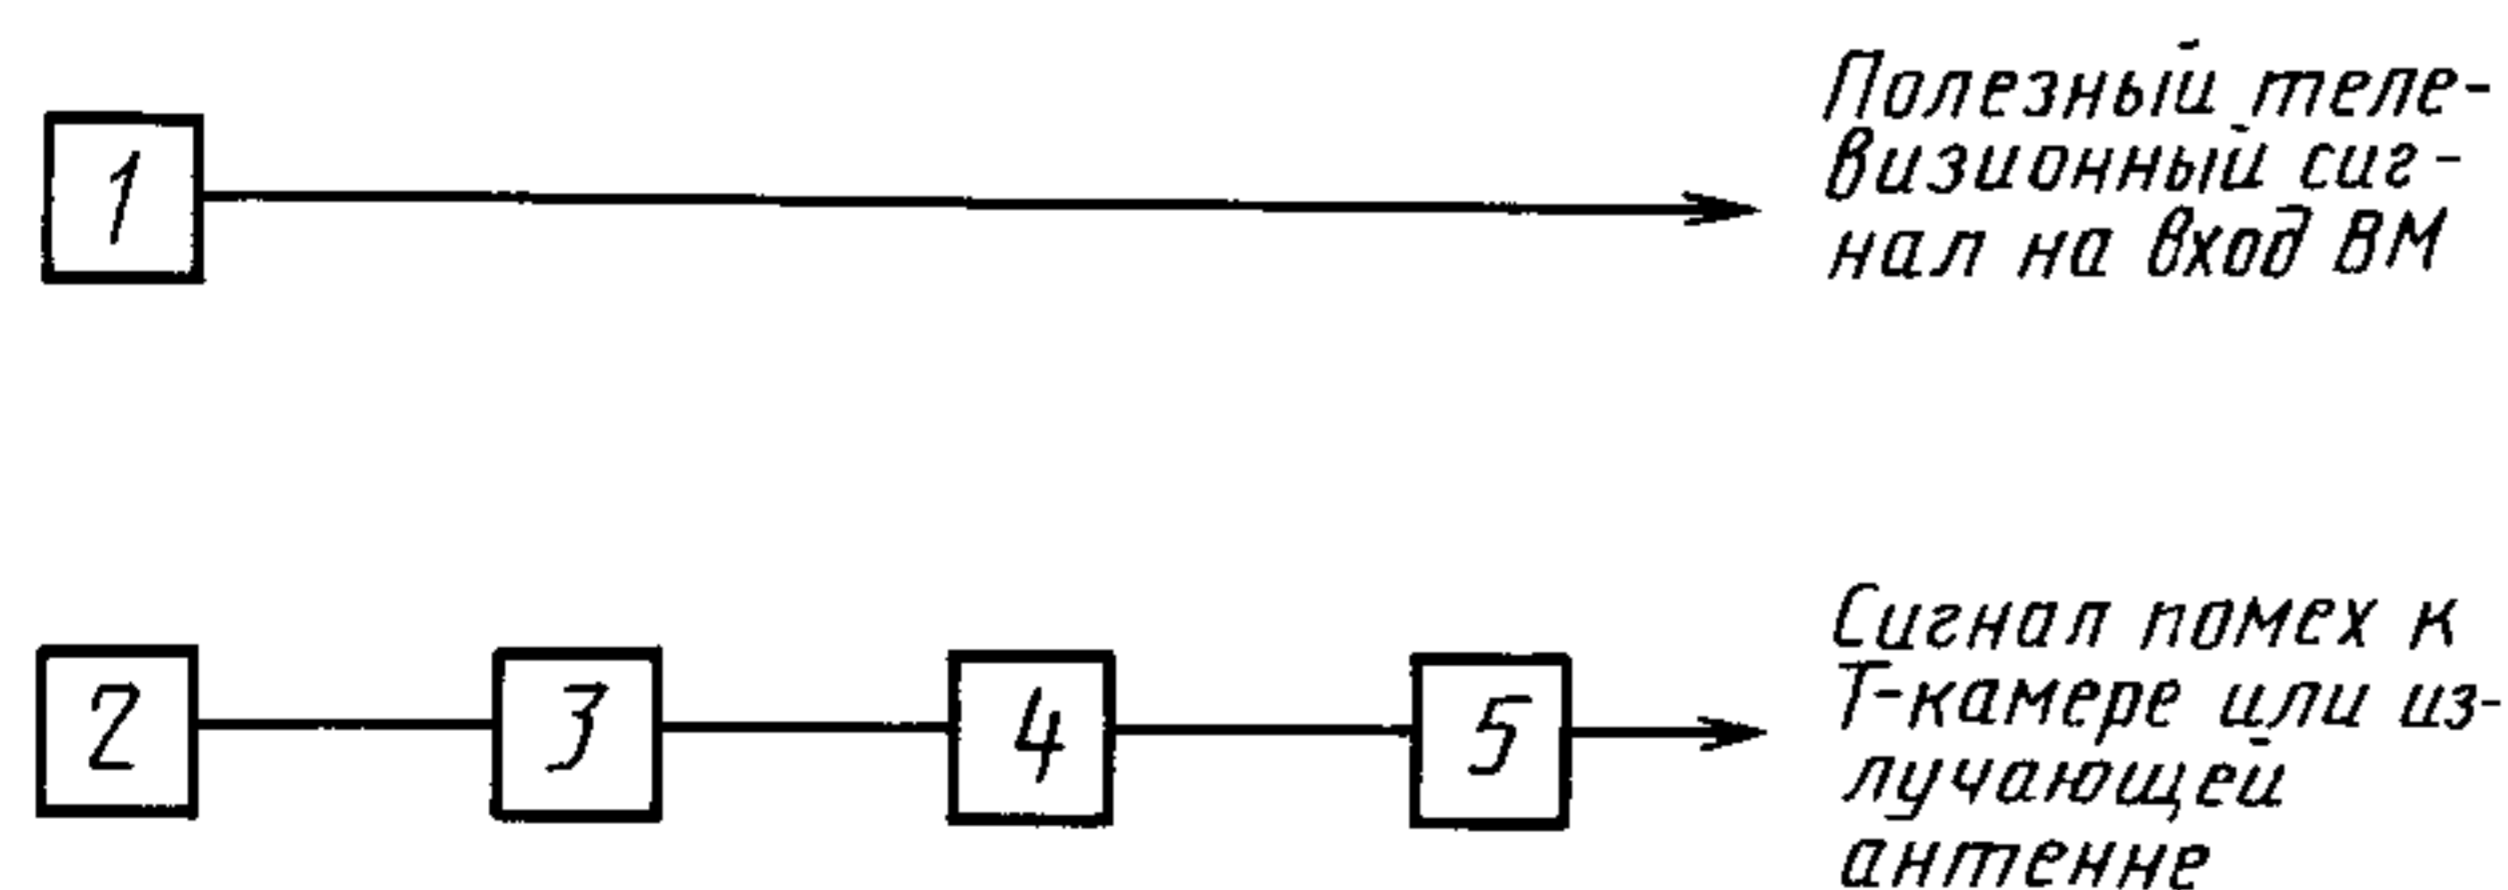 1
Полезный теле-
визионный сиг-
нал на вход ВМ
2
3
4
5
Сигнал помех к
Т-камере или из-
лучающей
антенне